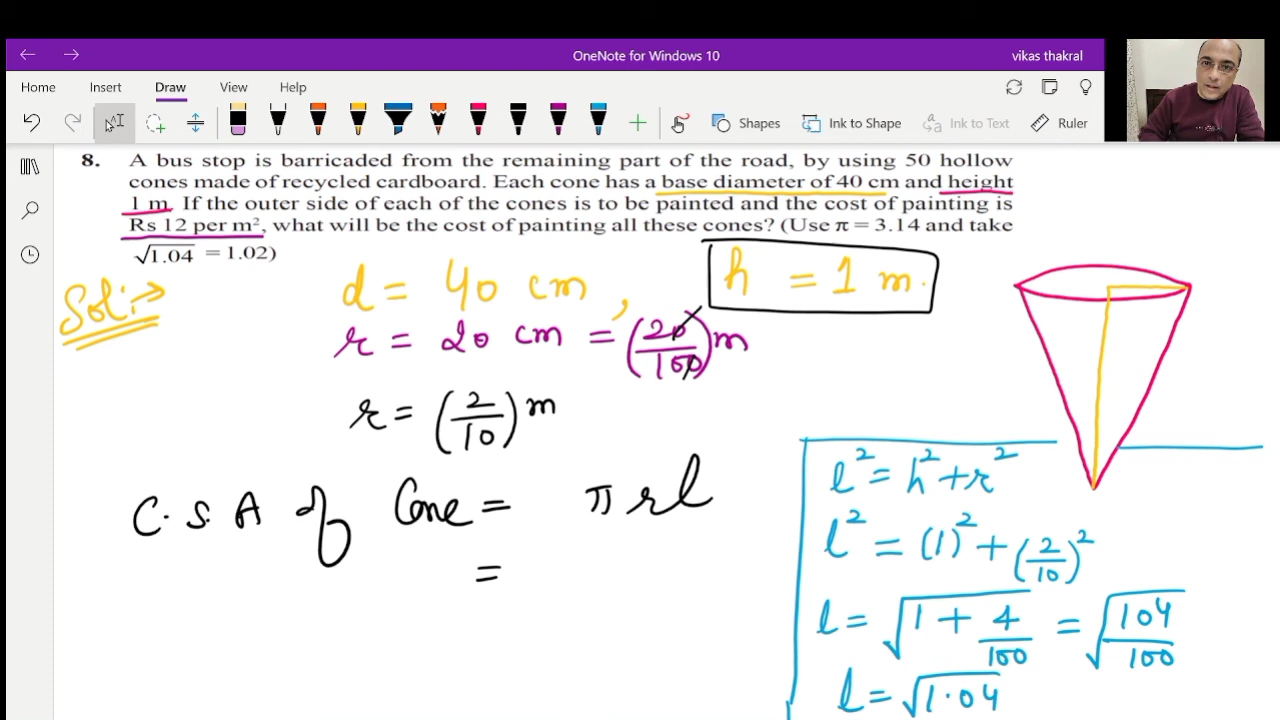 OneNote for Windows 10
vikas thakral
Home Insert Draw View Help
Shapes Ink to Shape Ink to Text Ruler
8. A bus stop is barricaded from the remaining part of the road, by using 50 hollow
cones made of recycled cardboard. Each cone has a base diameter of 40 cm and height
1 m. If the outer side of each of the cones is to be painted and the cost of painting is
Rs 12 per m², what will be the cost of painting all these cones? (Use π = 3.14 and take
√1.04 = 1.02)
Sol:→
d = 40 cm, h = 1 m.
r = 20 cm = (20/100) m
r = (2/10) m
C.S.A of Cone = πrl
=
l² = h² + r²
l² = (1)² + (2/10)²
l = √1 + 4/100 = √104/100
l = √1.04